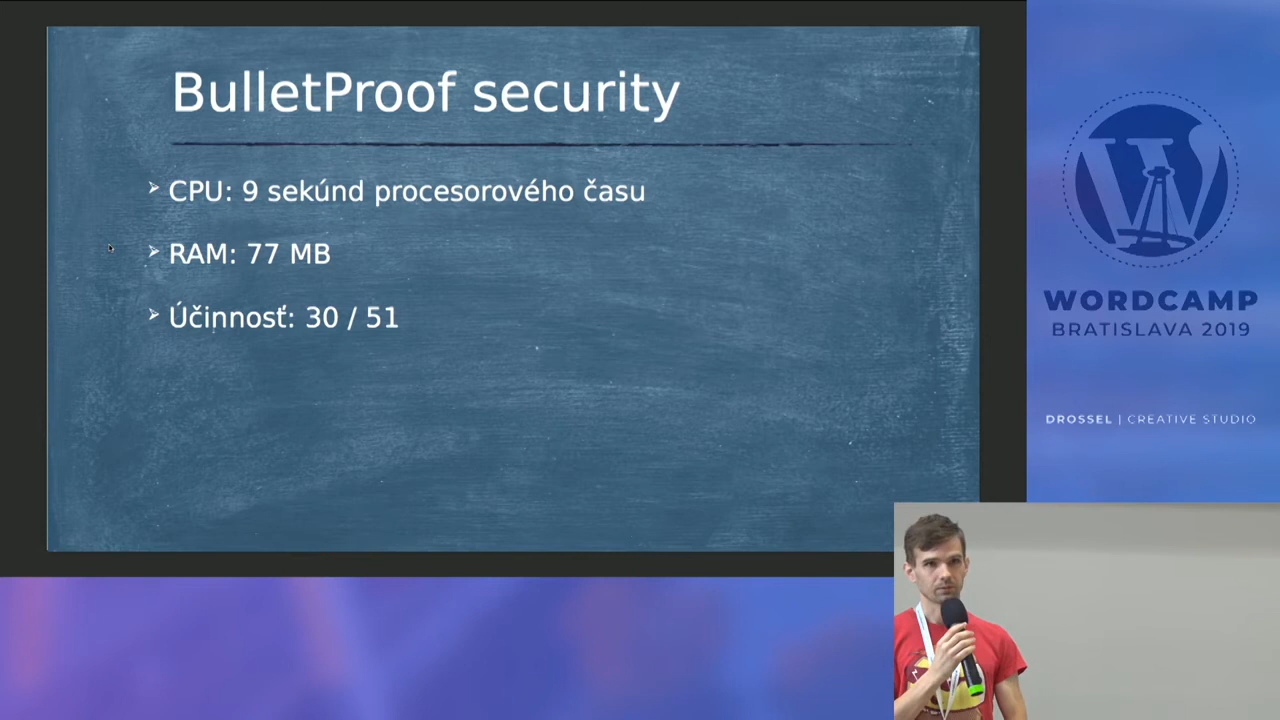 BulletProof security
CPU: 9 sekúnd procesorového času
RAM: 77 MB
Účinnosť: 30 / 51
WORDCAMP
BRATISLAVA 2019
DROSSEL | CREATIVE STUDIO